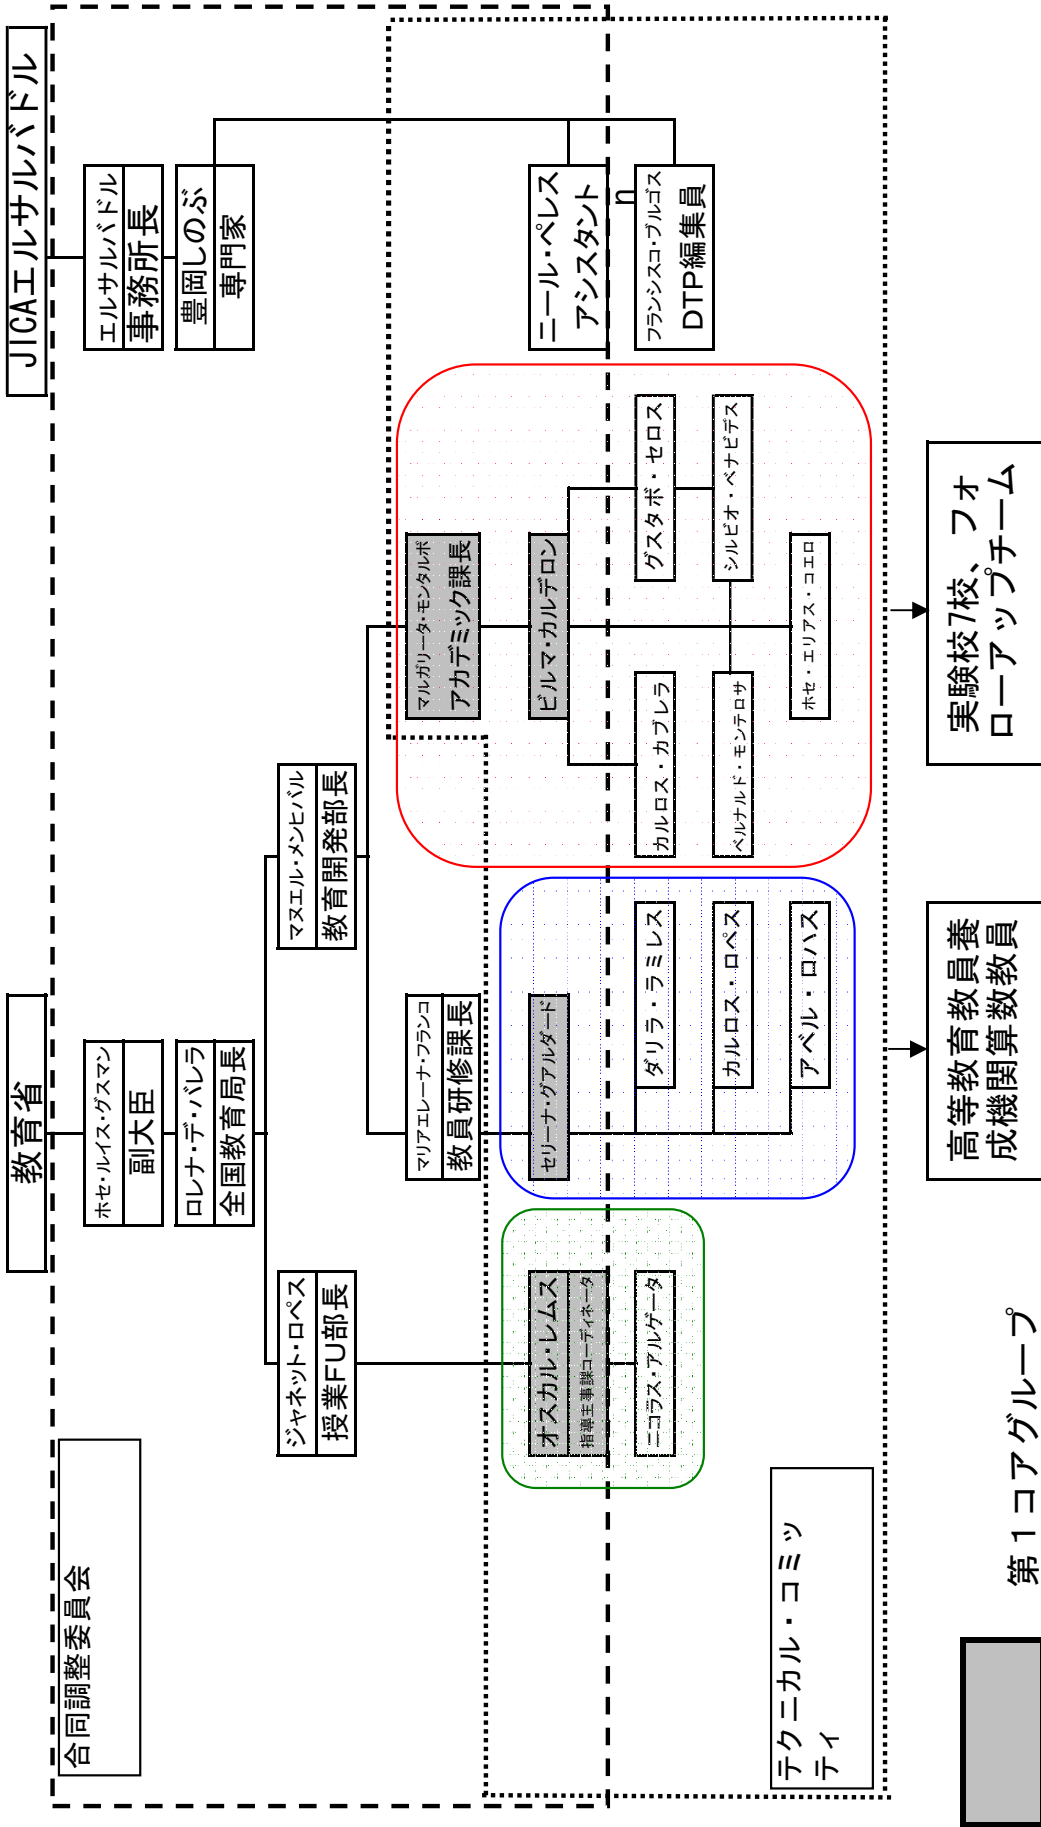 教育省
JICAエルサルバドル
合同調整委員会
ホセ・ルイス・グスマン
副大臣
エルサルバドル
事務所長
ロレナ・デ・バレラ
全国教育局長
豊岡しのぶ
専門家
ジャネット・ロペス
授業FU部長
マヌエル・メンヒバル
教育開発部長
マリアエレーナ・フランコ
教員研修課長
マルガリータ・モンタルボ
アカデミック課長
オスカル・レムス
指導主事課コーディネータ
セリーナ・グアルダード
ビルマ・カルデロン
ニール・ペレス
アシスタント
n
ニコラス・アルゲータ
ダリラ・ラミレス
カルロス・カブレラ
グスタボ・セロス
フランシスコ・ブルゴス
DTP編集員
カルロス・ロペス
ベルナルド・モンテロサ
シルビオ・ベナビデス
アベル・ロハス
ホセ・エリアス・コエロ
テクニカル・コミッ
ティ
高等教育教員養
成機関算数教員
実験校7校、フォ
ローアップチーム
第1コアグループ